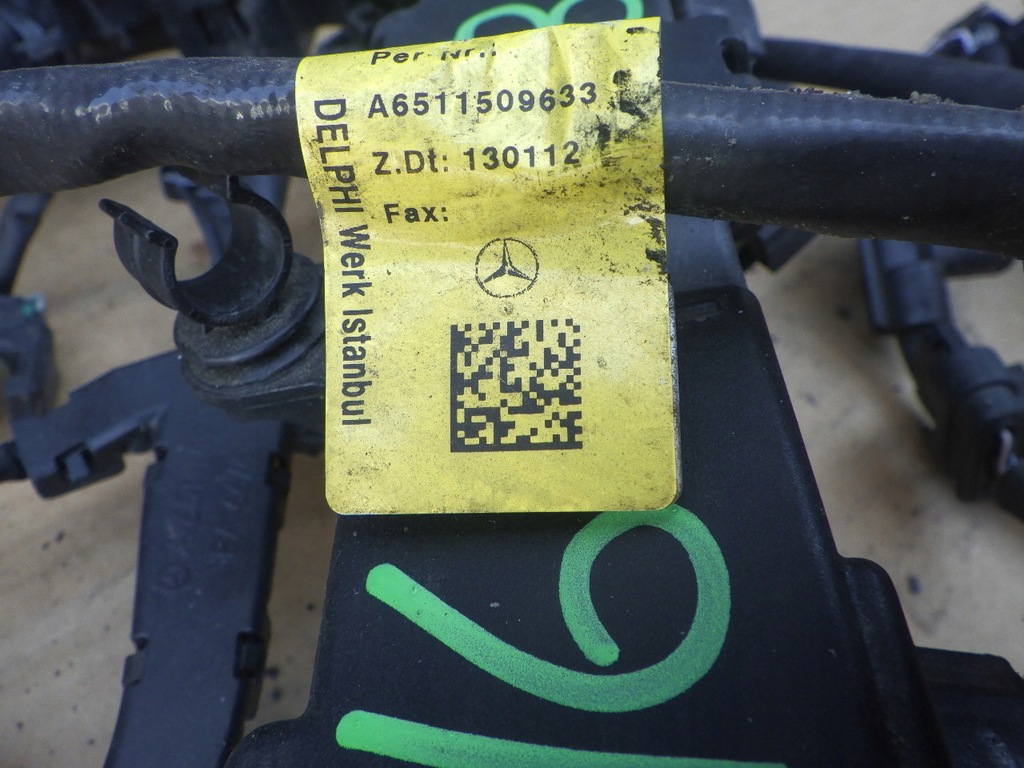 Per-Nr.:
A6511509633
Z.Dt: 130112
Fax:
DELPHI Werk Istanbul